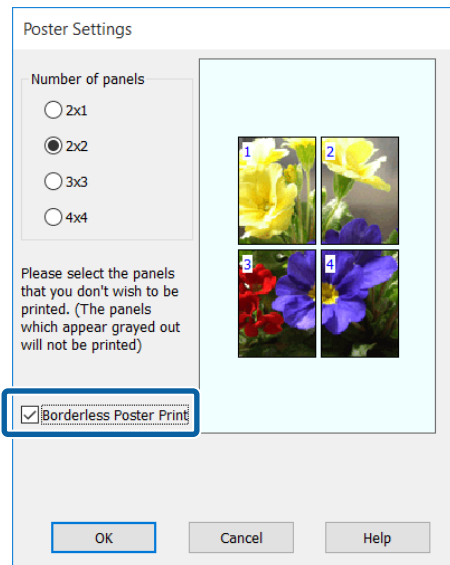 Poster Settings
Number of panels
2x1
2x2
3x3
4x4
1
2
3
4
Please select the panels
that you don't wish to be
printed. (The panels
which appear grayed out
will not be printed)
Borderless Poster Print
OK
Cancel
Help